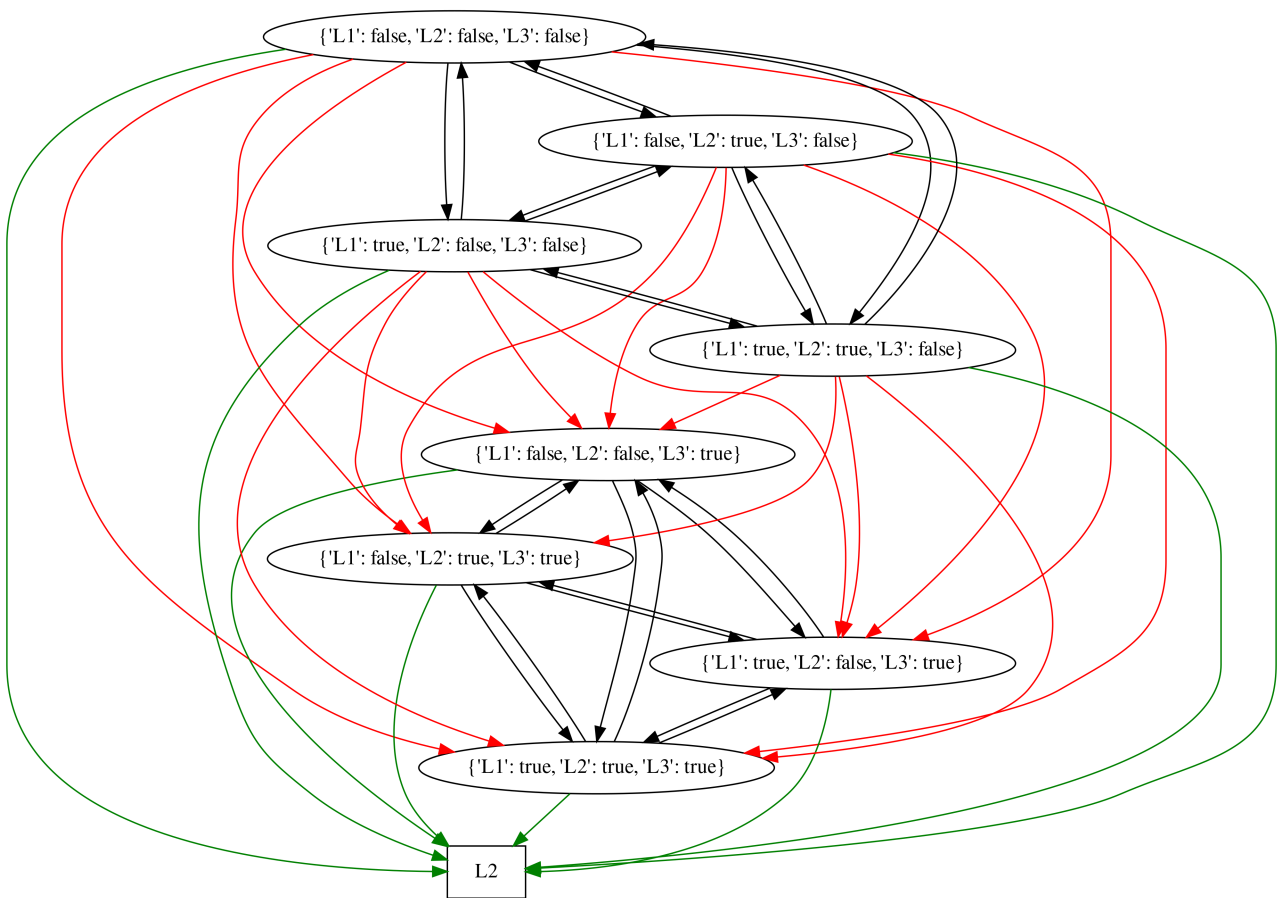 {'L1': false, 'L2': false, 'L3': false}
{'L1': false, 'L2': true, 'L3': false}
{'L1': true, 'L2': false, 'L3': false}
{'L1': true, 'L2': true, 'L3': false}
{'L1': false, 'L2': false, 'L3': true}
{'L1': false, 'L2': true, 'L3': true}
{'L1': true, 'L2': false, 'L3': true}
{'L1': true, 'L2': true, 'L3': true}
L2